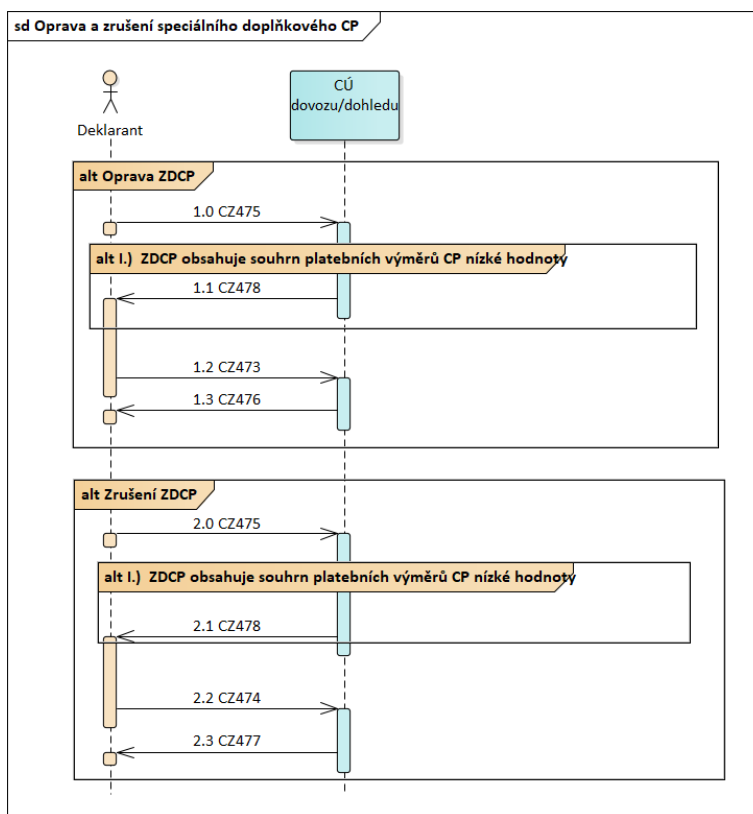 sd Oprava a zrušení speciálního doplňkového CP
CÚ
dovozu/dohledu
Deklarant
alt Oprava ZDCP
1.0 CZ475
alt I.) ZDCP obsahuje souhrn platebních výměrů CP nízké hodnoty
1.1 CZ478
1.2 CZ473
1.3 CZ476
alt Zrušení ZDCP
2.0 CZ475
alt I.) ZDCP obsahuje souhrn platebních výměrů CP nízké hodnoty
2.1 CZ478
2.2 CZ474
2.3 CZ477